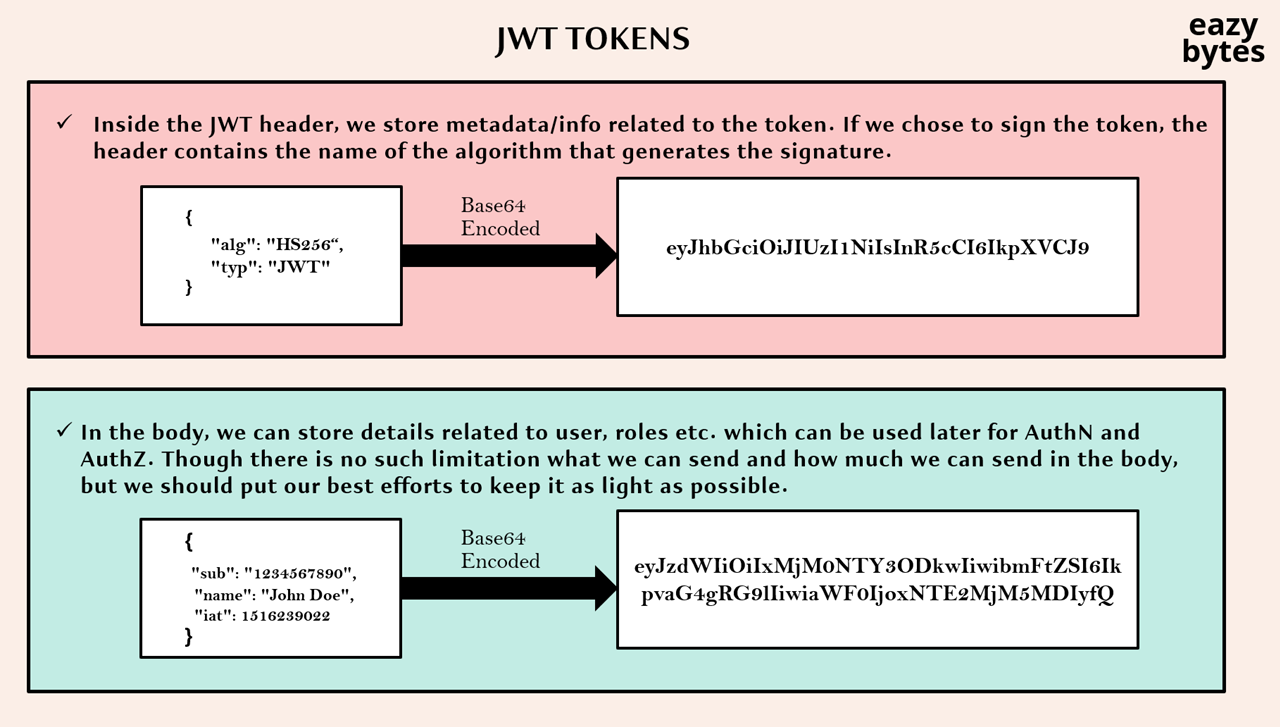 JWT TOKENS
eazy
bytes
✓ Inside the JWT header, we store metadata/info related to the token. If we chose to sign the token, the
header contains the name of the algorithm that generates the signature.
{
"alg": "HS256“,
"typ": "JWT"
}
Base64
Encoded
eyJhbGciOiJIUzI1NiIsInR5cCI6IkpXVCJ9
✓ In the body, we can store details related to user, roles etc. which can be used later for AuthN and
AuthZ. Though there is no such limitation what we can send and how much we can send in the body,
but we should put our best efforts to keep it as light as possible.
{
"sub": "1234567890",
"name": "John Doe",
"iat": 1516239022
}
Base64
Encoded
eyJzdWIiOiIxMjM0NTY3ODkwIiwibmFtZSI6Ik
pvaG4gRG9lIiwiaWF0IjoxNTE2MjM5MDIyfQ